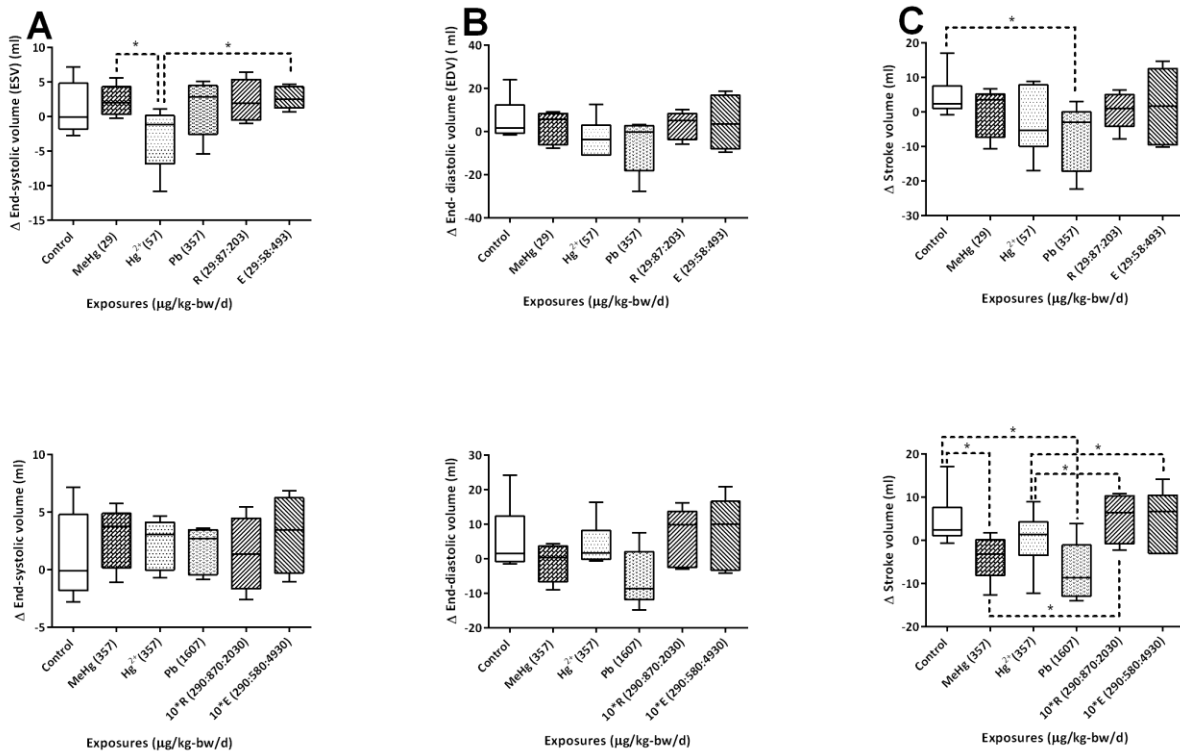 A
B
C
Δ End-systolic volume (ESV) (ml)
10
5
0
-5
-10
-15
*
*
Control
MeHg (29)
Hg²⁺ (57)
Pb (357)
R (29:87:203)
E (29:58:493)
Exposures (µg/kg-bw/d)
Δ End- diastolic volume (EDV) ( ml)
40
20
0
-20
-40
Control
MeHg (29)
Hg²⁺ (57)
Pb (357)
R (29:87:203)
E (29:58:493)
Exposures (µg/kg-bw/d)
Δ Stroke volume (ml)
20
10
0
-10
-20
-30
*
Control
MeHg (29)
Hg²⁺ (57)
Pb (357)
R (29:87:203)
E (29:58:493)
Exposures (µg/kg-bw/d)
Δ End-systolic volume (ml)
10
5
0
-5
Control
MeHg (357)
Hg²⁺ (357)
Pb (1607)
10*R (290:870:2030)
10*E (290:580:4930)
Exposures (µg/kg-bw/d)
Δ End-diastolic volume (ml)
30
20
10
0
-10
-20
Control
MeHg (357)
Hg²⁺ (357)
Pb (1607)
10*R (290:870:2030)
10*E (290:580:4930)
Exposures (µg/kg-bw/d)
Δ Stroke volume (ml)
20
10
0
-10
-20
*
*
*
*
*
Control
MeHg (357)
Hg²⁺ (357)
Pb (1607)
10*R (290:870:2030)
10*E (290:580:4930)
Exposures (µg/kg-bw/d)